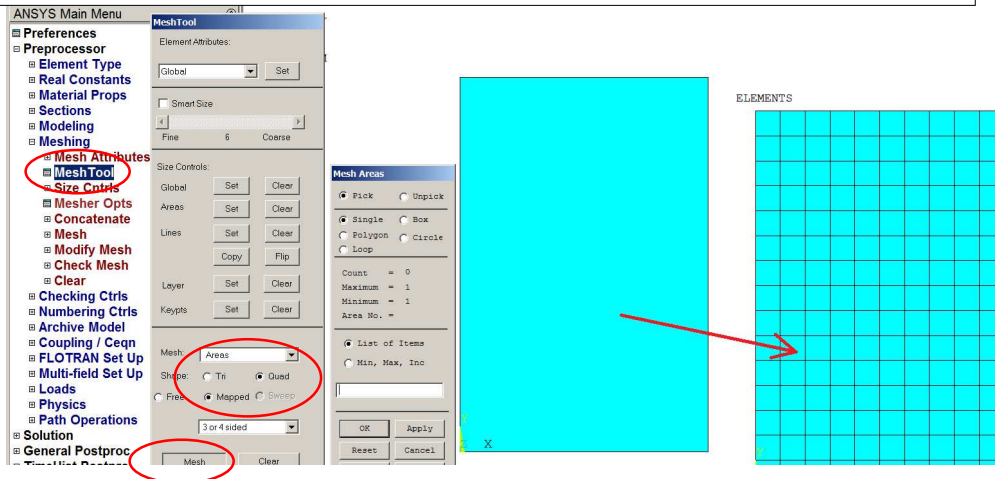 ANSYS Main Menu
Preferences
Preprocessor
Element Type
Real Constants
Material Props
Sections
Modeling
Meshing
Mesh Attributes
MeshTool
Size Cntrls
Mesher Opts
Concatenate
Mesh
Modify Mesh
Check Mesh
Clear
Checking Ctrls
Numbering Ctrls
Archive Model
Coupling / Ceqn
FLOTRAN Set Up
Multi-field Set Up
Loads
Physics
Path Operations
Solution
General Postproc
MeshTool
Element Attributes:
Global Set
Smart Size
Fine 6 Coarse
Size Controls:
Global Set Clear
Areas Set Clear
Lines Set Clear
Copy Flip
Layer Set Clear
Keypts Set Clear
Mesh: Areas
Shape: Tri Quad
Free Mapped Sweep
3 or 4 sided
Mesh Clear
Mesh Areas
Pick Unpick
Single Box
Polygon Circle
Loop
Count = 0
Maximum = 1
Minimum = 1
Area No. =
List of Items
Min, Max, Inc
OK Apply
Reset Cancel
Y
X
ELEMENTS
Y